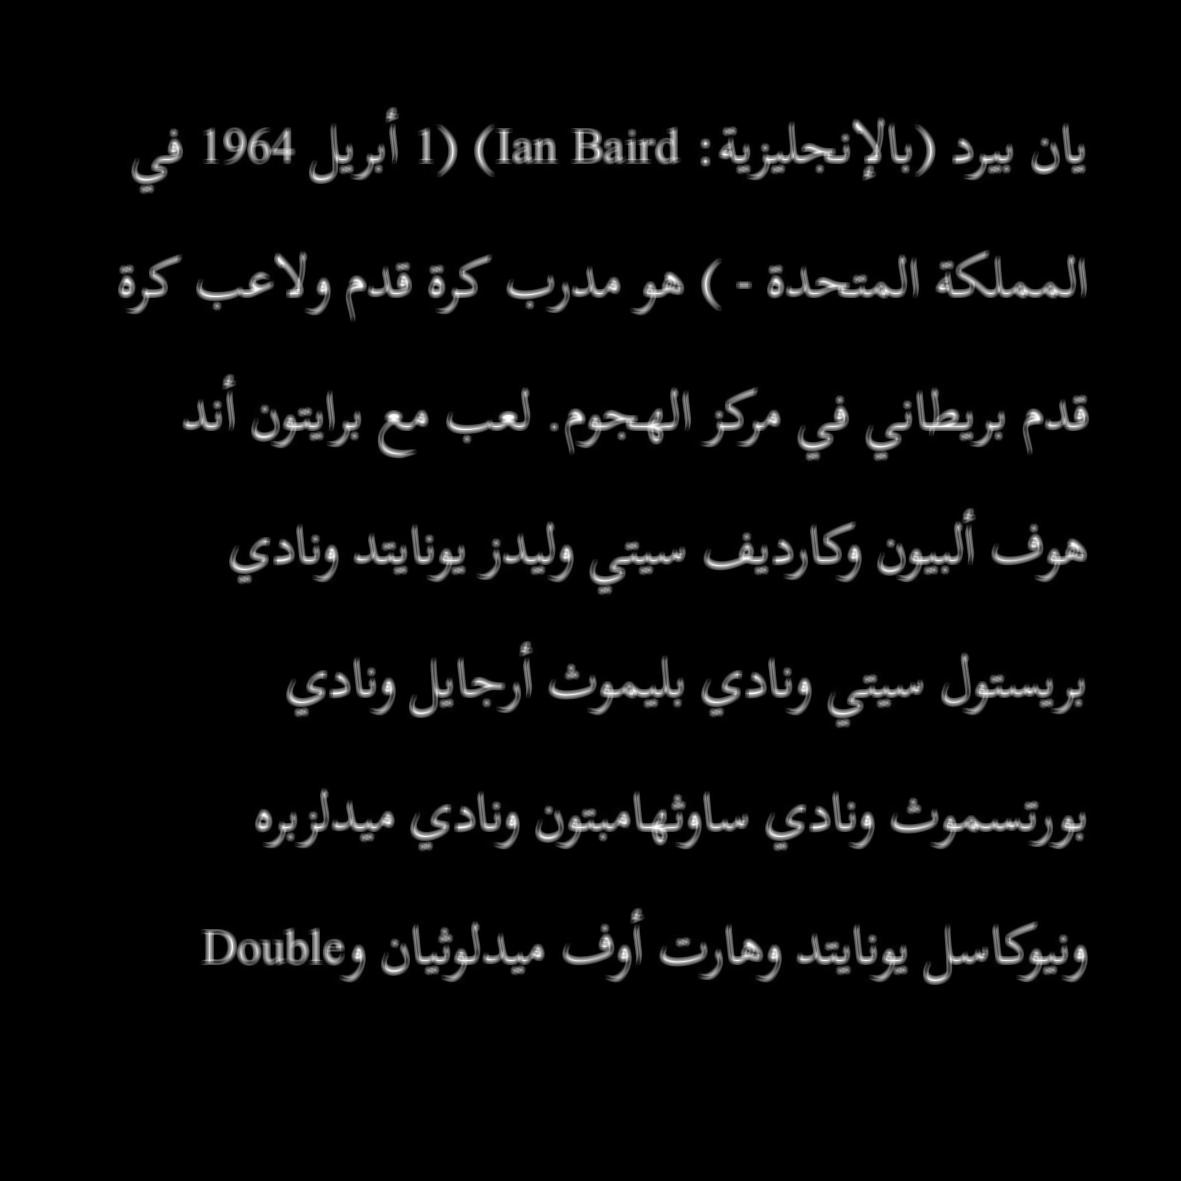 يان بيرد (بالإنجليزية: Ian Baird) (1 أبريل 1964 في
المملكة المتحدة - ) هو مدرب كرة قدم ولاعب كرة
قدم بريطاني في مركز الهجوم. لعب مع برايتون أند
هوف ألبيون وكارديف سيتي وليدز يونايتد ونادي
بريستول سيتي ونادي بليموث أرجايل ونادي
بورتسموث ونادي ساوثهامبتون ونادي ميدلزبره
ونيوكاسل يونايتد وهارت أوف ميدلوثيان وDouble